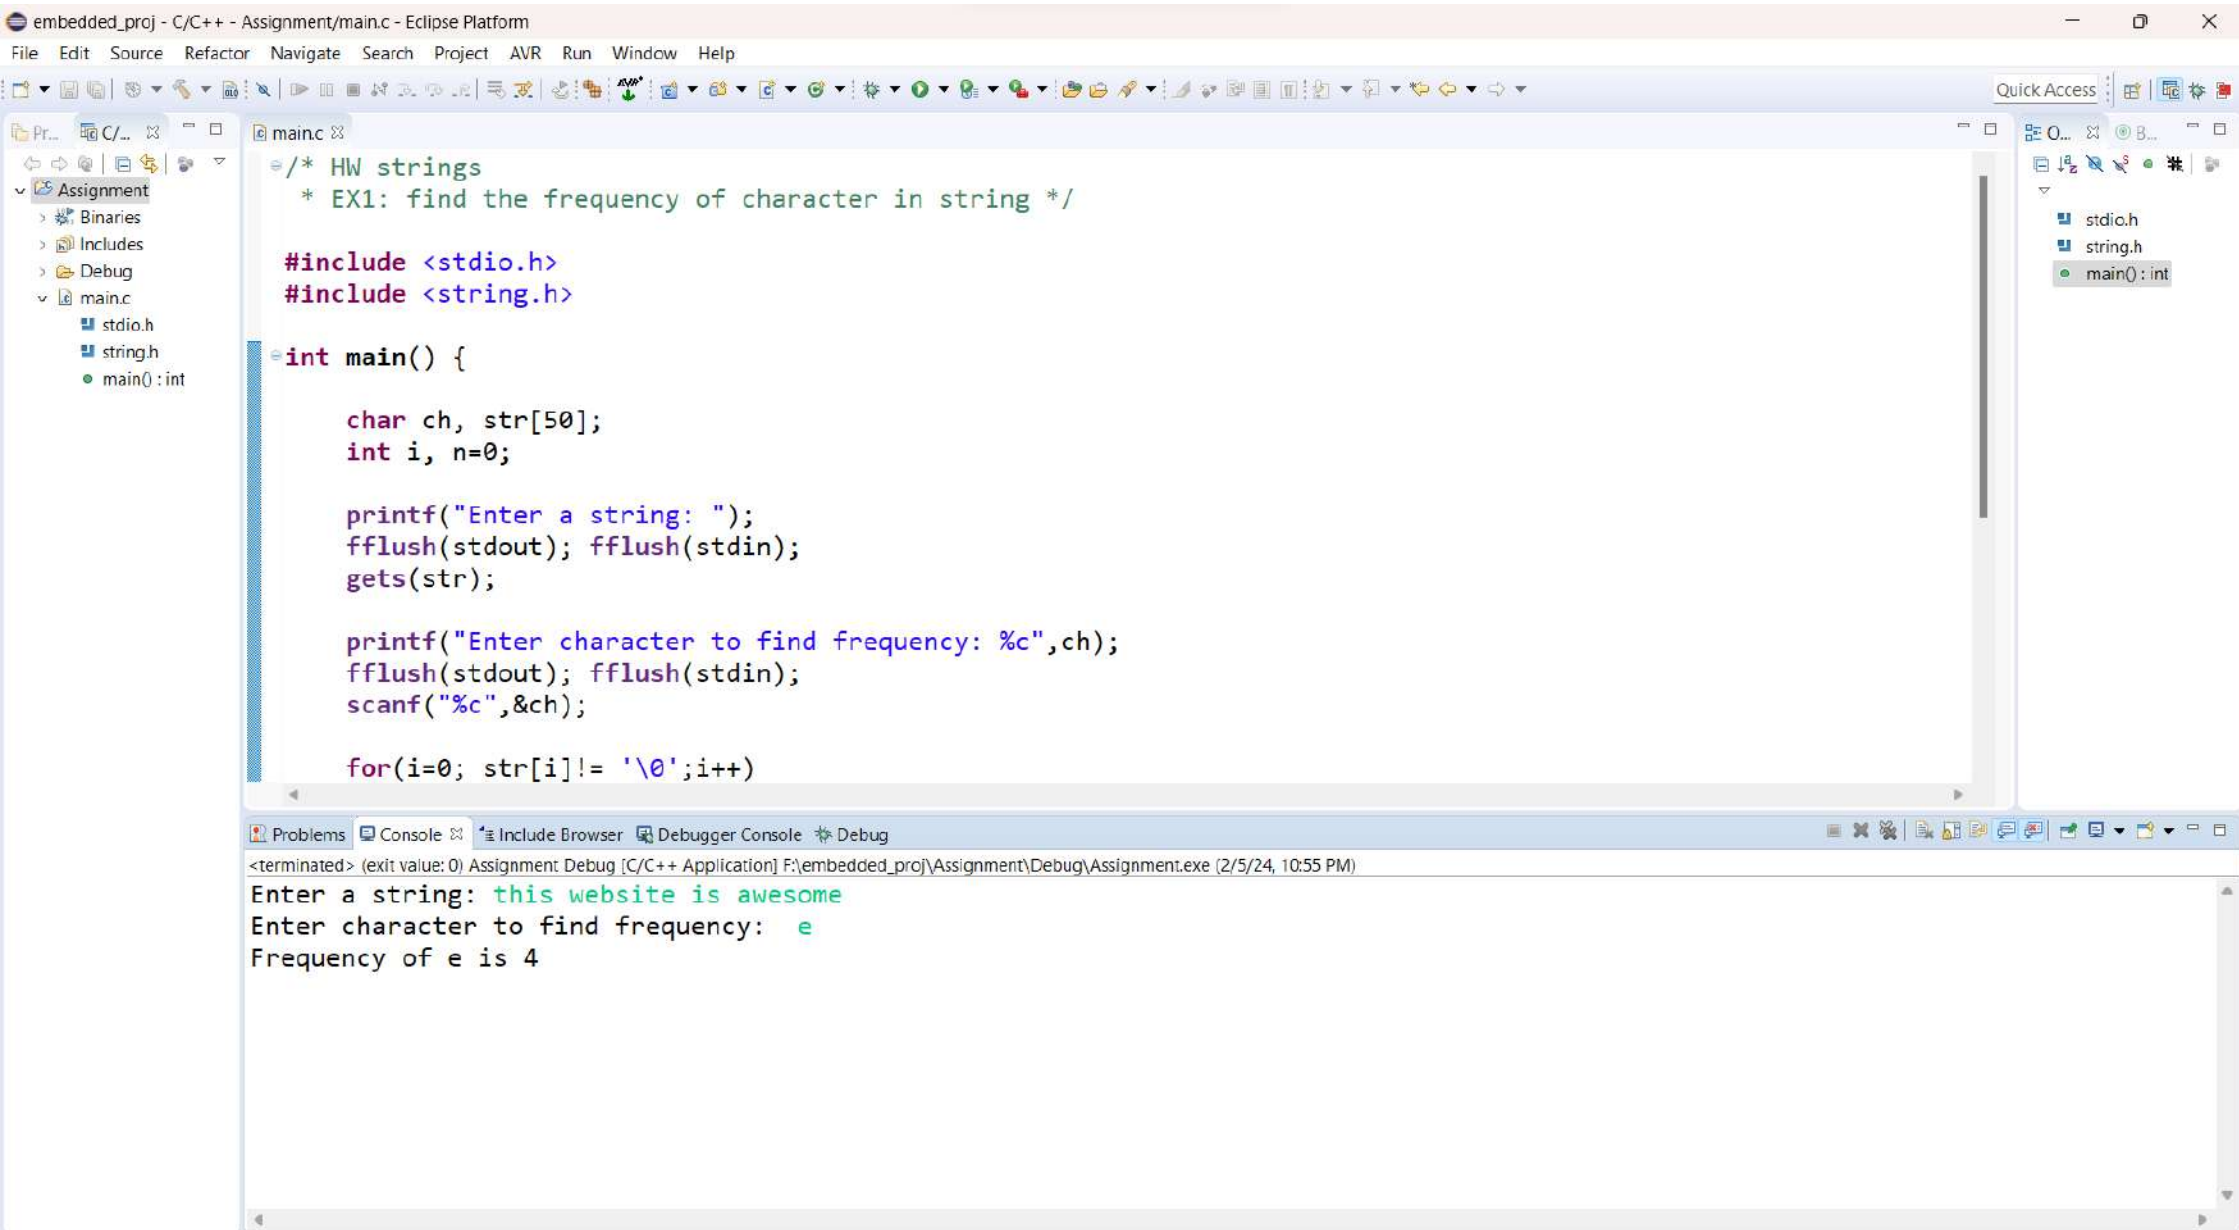 embedded_proj - C/C++ - Assignment/main.c - Eclipse Platform
File Edit Source Refactor Navigate Search Project AVR Run Window Help
Quick Access
Pr...
C/...
Assignment
Binaries
Includes
Debug
main.c
stdio.h
string.h
main() : int
main.c
/* HW strings
* EX1: find the frequency of character in string */
#include <stdio.h>
#include <string.h>
int main() {
char ch, str[50];
int i, n=0;
printf("Enter a string: ");
fflush(stdout); fflush(stdin);
gets(str);
printf("Enter character to find frequency: %c",ch);
fflush(stdout); fflush(stdin);
scanf("%c",&ch);
for(i=0; str[i]!= '\0';i++)
O...
B...
stdio.h
string.h
main() : int
Problems Console Include Browser Debugger Console Debug
<terminated> (exit value: 0) Assignment Debug [C/C++ Application] F:\embedded_proj\Assignment\Debug\Assignment.exe (2/5/24, 10:55 PM)
Enter a string: this website is awesome
Enter character to find frequency:  e
Frequency of e is 4